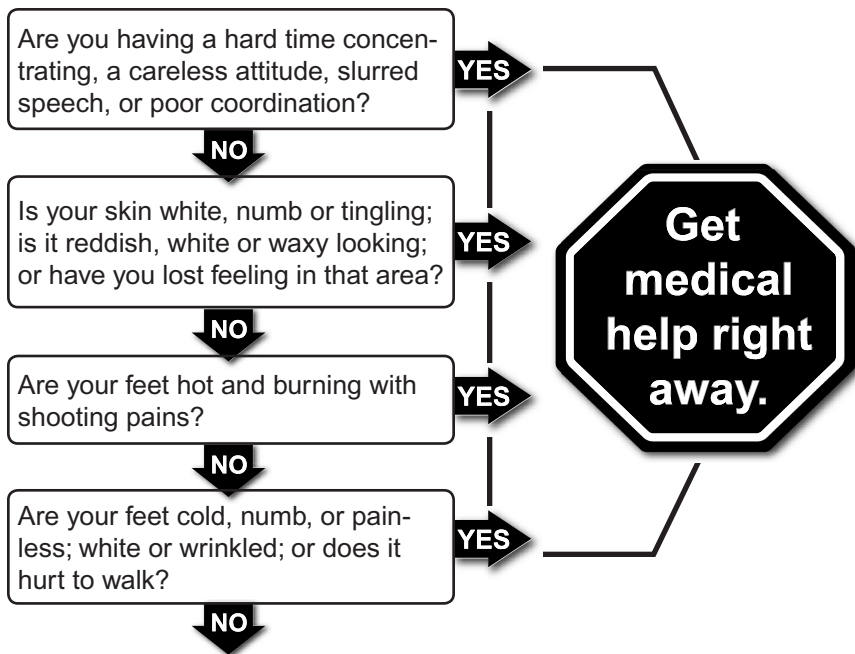 Are you having a hard time concen-
trating, a careless attitude, slurred
speech, or poor coordination?
YES
NO
Is your skin white, numb or tingling;
is it reddish, white or waxy looking;
or have you lost feeling in that area?
YES
NO
Are your feet hot and burning with
shooting pains?
YES
NO
Are your feet cold, numb, or pain-
less; white or wrinkled; or does it
hurt to walk?
YES
NO
Get
medical
help right
away.